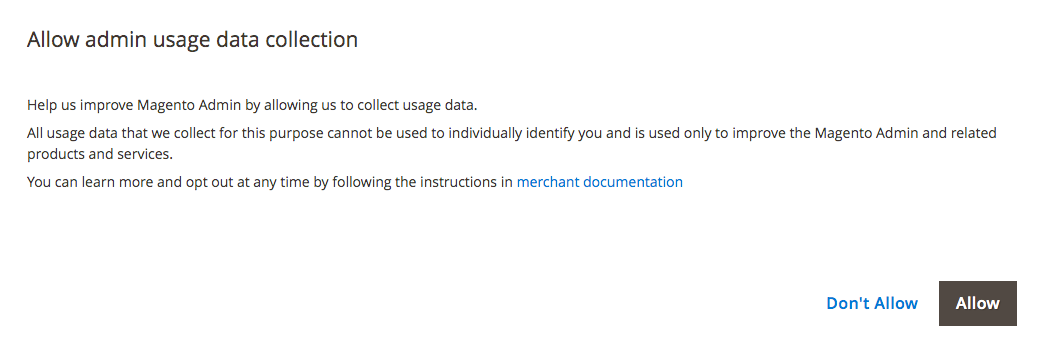 Allow admin usage data collection
Help us improve Magento Admin by allowing us to collect usage data.
All usage data that we collect for this purpose cannot be used to individually identify you and is used only to improve the Magento Admin and related
products and services.
You can learn more and opt out at any time by following the instructions in merchant documentation
Don't Allow Allow